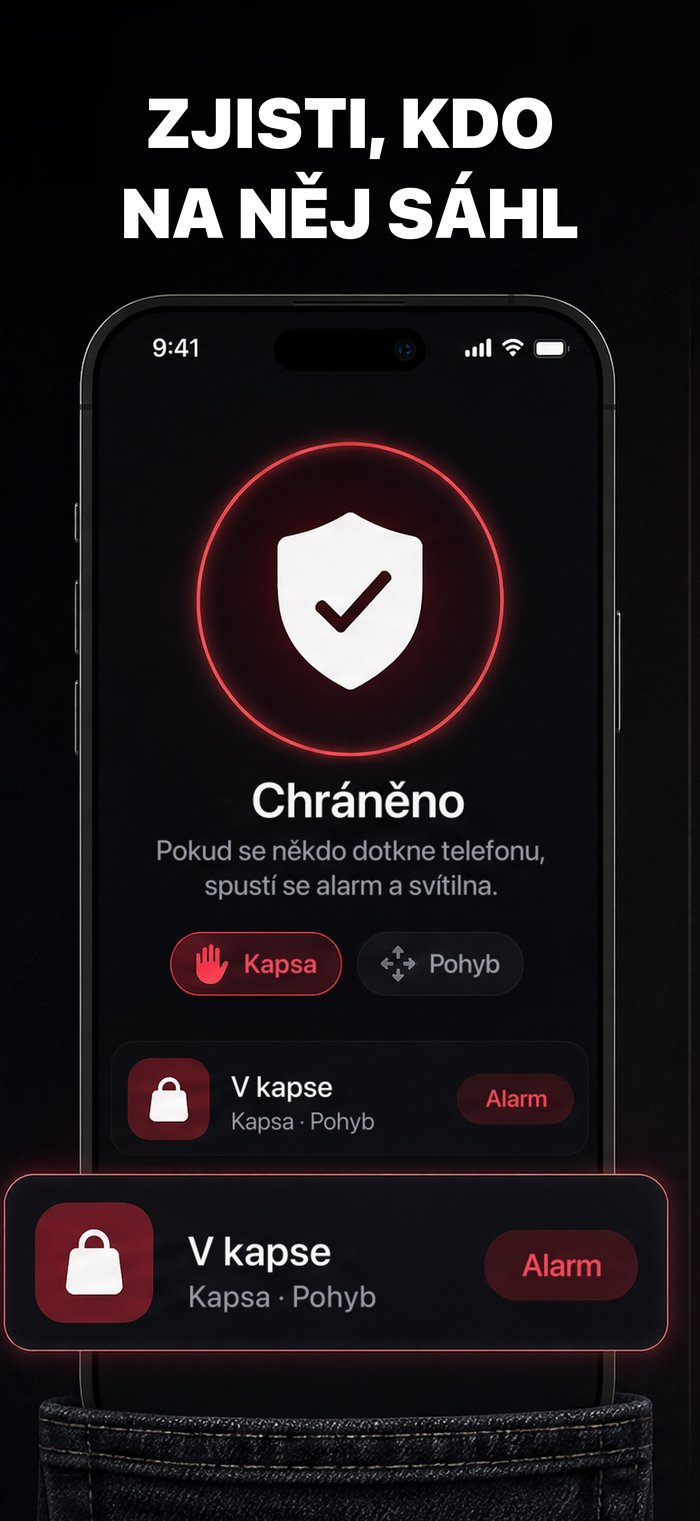 ZJISTI, KDO
NA NĚJ SÁHL
9:41
Chráněno
Pokud se někdo dotkne telefonu,
spustí se alarm a svítilna.
Kapsa
Pohyb
V kapse
Kapsa · Pohyb
Alarm
V kapse
Kapsa · Pohyb
Alarm